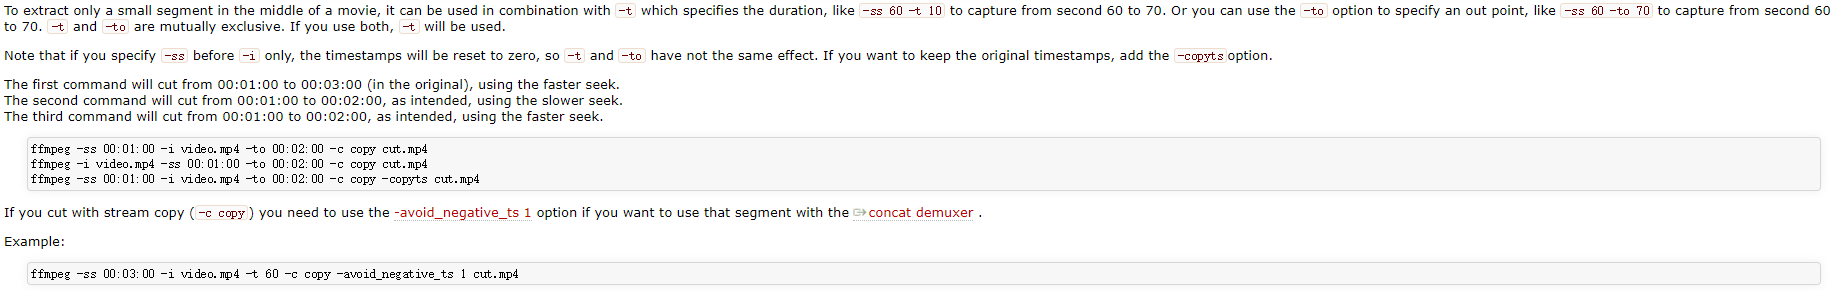 To extract only a small segment in the middle of a movie, it can be used in combination with -t which specifies the duration, like -ss 60 -t 10 to capture from second 60 to 70. Or you can use the -to option to specify an out point, like -ss 60 -to 70 to capture from second 60
to 70. -t and -to are mutually exclusive. If you use both, -t will be used.
Note that if you specify -ss before -i only, the timestamps will be reset to zero, so -t and -to have not the same effect. If you want to keep the original timestamps, add the -copyts option.
The first command will cut from 00:01:00 to 00:03:00 (in the original), using the faster seek.
The second command will cut from 00:01:00 to 00:02:00, as intended, using the slower seek.
The third command will cut from 00:01:00 to 00:02:00, as intended, using the faster seek.
ffmpeg -ss 00:01:00 -i video.mp4 -to 00:02:00 -c copy cut.mp4
ffmpeg -i video.mp4 -ss 00:01:00 -to 00:02:00 -c copy cut.mp4
ffmpeg -ss 00:01:00 -i video.mp4 -to 00:02:00 -c copy -copyts cut.mp4
If you cut with stream copy (-c copy) you need to use the -avoid_negative_ts 1 option if you want to use that segment with the concat demuxer .
Example:
ffmpeg -ss 00:03:00 -i video.mp4 -t 60 -c copy -avoid_negative_ts 1 cut.mp4